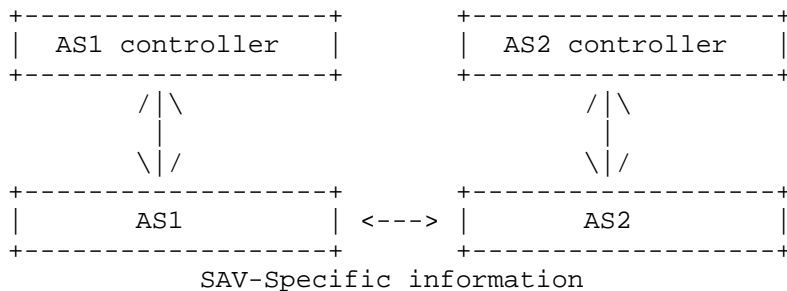 AS1 controller AS2 controller
AS1 <---> AS2
SAV-Specific information